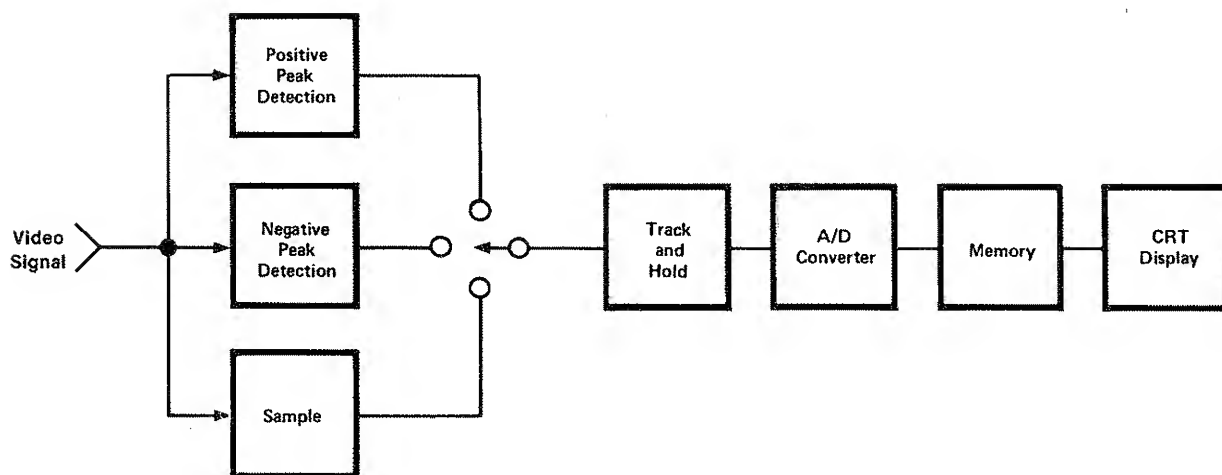 Positive
Peak
Detection
Video
Signal
Negative
Peak
Detection
Sample
Track
and
Hold
A/D
Converter
Memory
CRT
Display